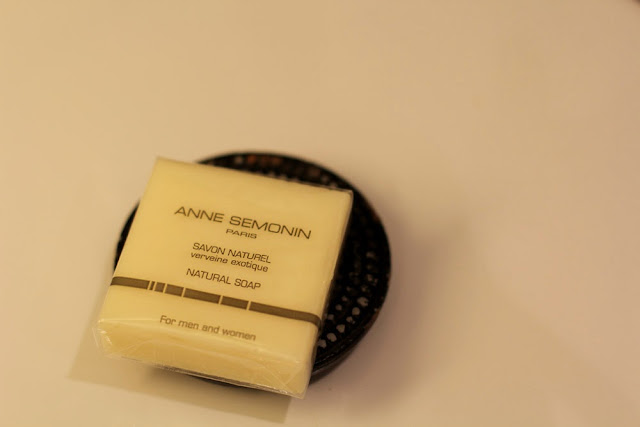 ANNE SEMONIN
PARIS
SAVON NATUREL
verveine exotique
NATURAL SOAP
For men and women